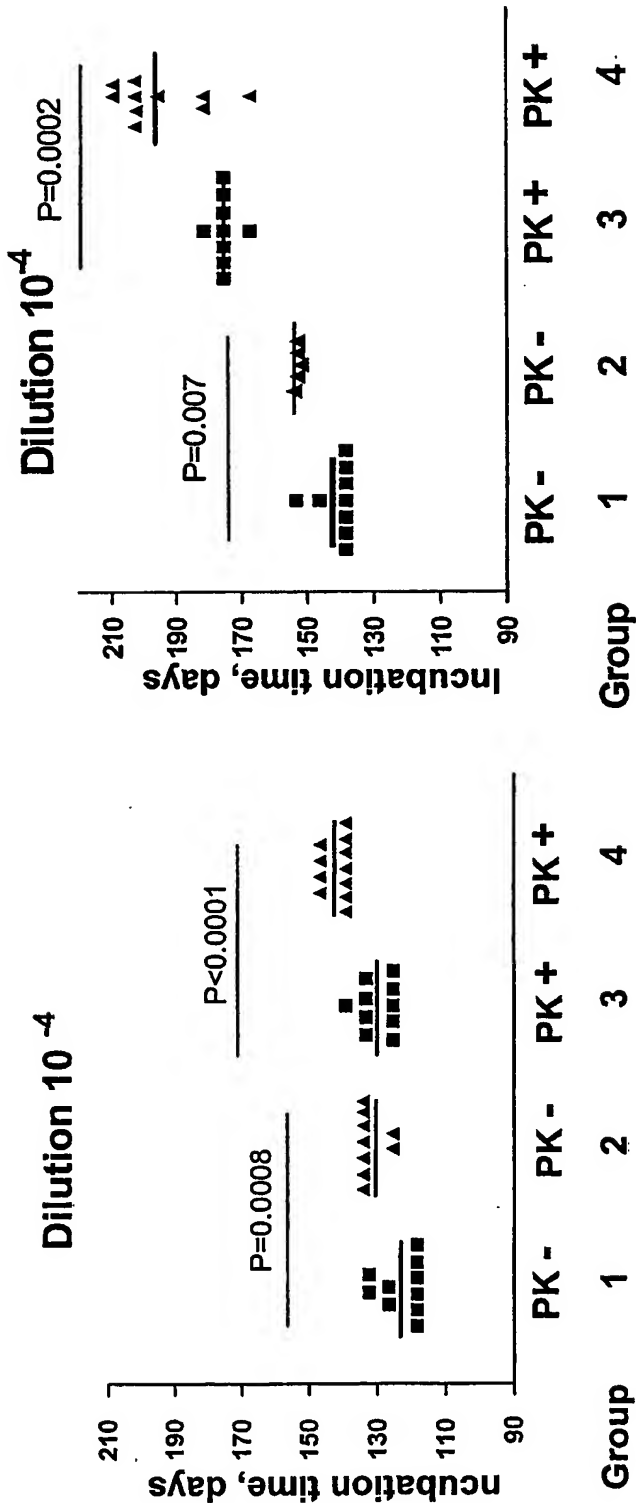 Dilution 10 -4
ncubation time, days
210
190
170
150
130
90
P=0.0008
P<0.0001
PK - PK - PK + PK +
Group 1 2 3 4
Dilution 10-4
Incubation time, days
210
190
170
150
130
90
P=0.007
P=0.0002
PK - PK - PK + PK +
Group 1 2 3 4